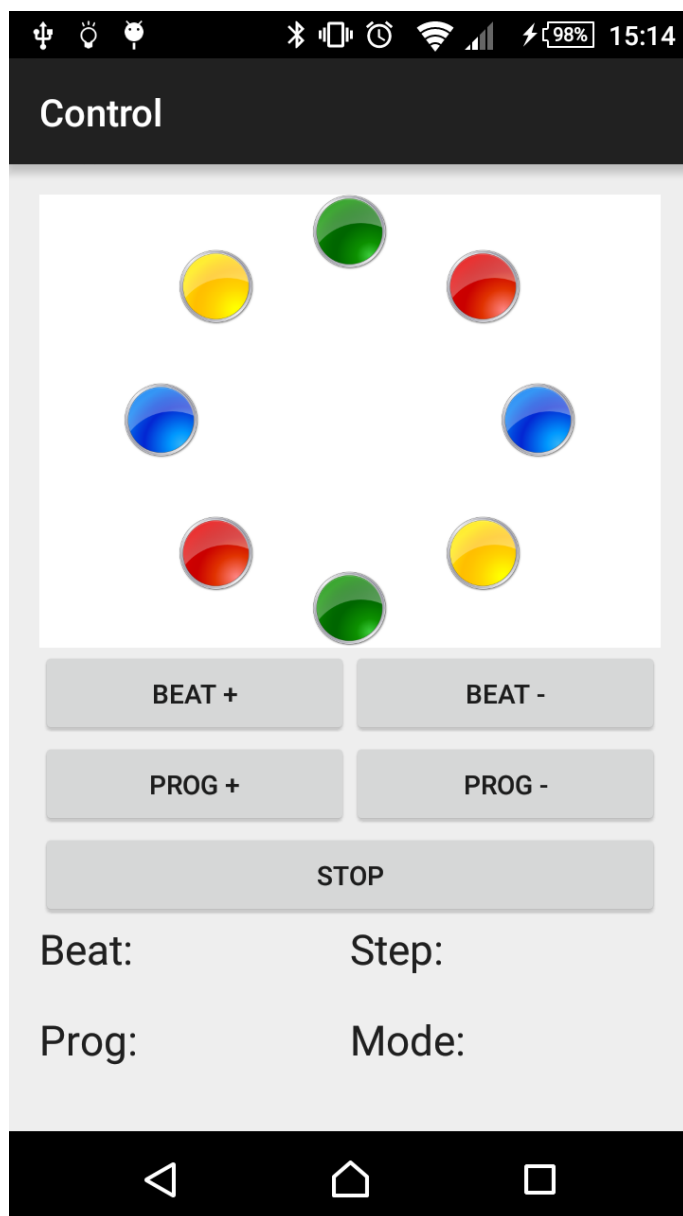 98% 15:14
Control
BEAT + BEAT -
PROG + PROG -
STOP
Beat: Step:
Prog: Mode: